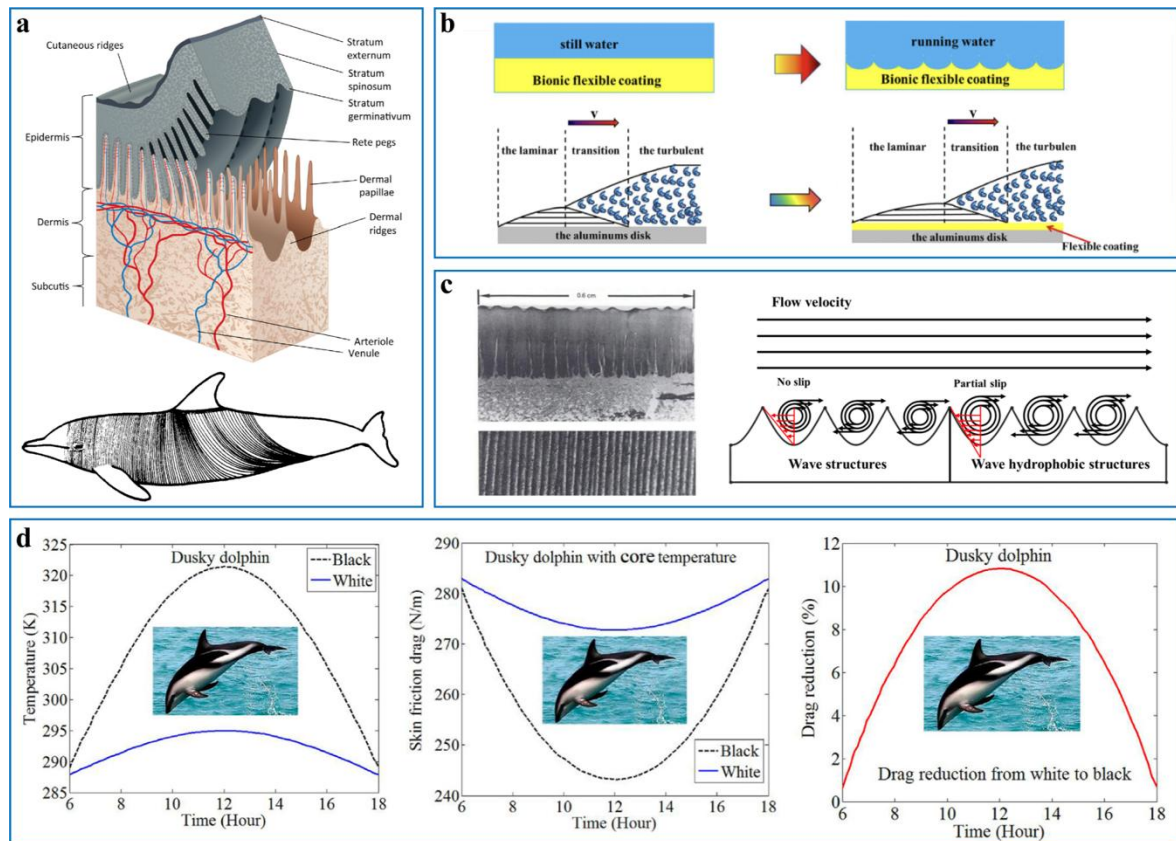 a
Cutaneous ridges
Stratum
externum
Stratum
spinosum
Stratum
germinativum
Epidermis
Rete pegs
Dermal
papillae
Dermis
Dermal
ridges
Subcutis
Arteriole
Venule
b
still water
Bionic flexible coating
running water
Bionic flexible coating
v
the laminar
transition
the turbulen
the aluminums disk
v
the laminar
transition
the turbulen
the aluminums disk
Flexible coating
c
0.6 cm
Flow velocity
No slip
Partial slip
Wave structures
Wave hydrophobic structures
d
Temperature (K)
325
320
315
310
305
300
295
290
285
Dusky dolphin
Black
White
6
8
10
12
14
16
18
Time (Hour)
Skin friction drag (N/m)
290
280
270
260
250
240
Dusky dolphin with core temperature
Black
White
6
8
10
12
14
16
18
Time (Hour)
Drag reduction (%)
12
10
8
6
4
2
0
Dusky dolphin
Drag reduction from white to black
6
8
10
12
14
16
18
Time (Hour)